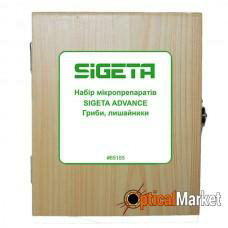 SIGETA
Набір мікропрепаратів
SIGETA ADVANCE
Гриби, лишайники
#65155
OpticalMarket